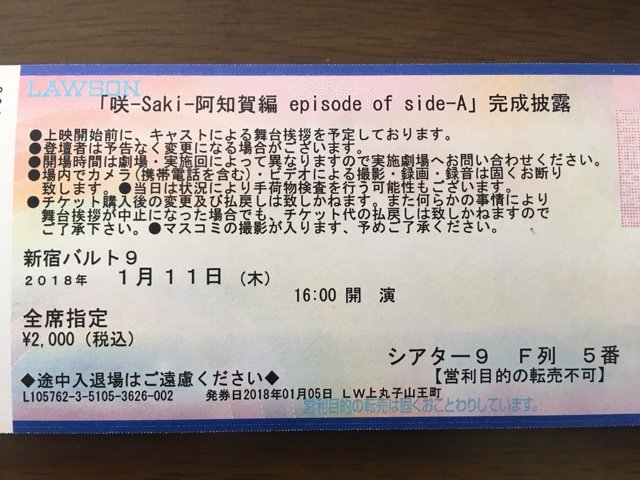 LAWSON
「咲-Saki-阿知賀編 episode of side-A」完成披露
●上映開始前に、キャストによる舞台挨拶を予定しております。
●登壇者は予告なく変更になる場合がございます。
●開場時間は劇場・実施回によって異なりますので実施劇場へお問い合わせください。
●場内でカメラ(携帯電話を含む)・ビデオによる撮影・録画・録音は固くお断り
致します。●当日は状況により手荷物検査を行う可能性もございます。
●チケット購入後の変更及び払戻しは致しかねます。また何らかの事情により
舞台挨拶が中止になった場合でも、チケット代の払戻しは致しかねますので
ご了承下さい。●マスコミの撮影が入ります、予めご了承ください。
新宿バルト9
2018年 1月11日(木)
16:00 開 演
全席指定
¥2,000(税込)
シアター9 F列 5番
◆途中入退場はご遠慮ください◆ 【営利目的の転売不可】
L105762-3-5105-3626-002 発券日2018年01月05日 LW上丸子山王町
営利目的の転売は固くおことわりしています。